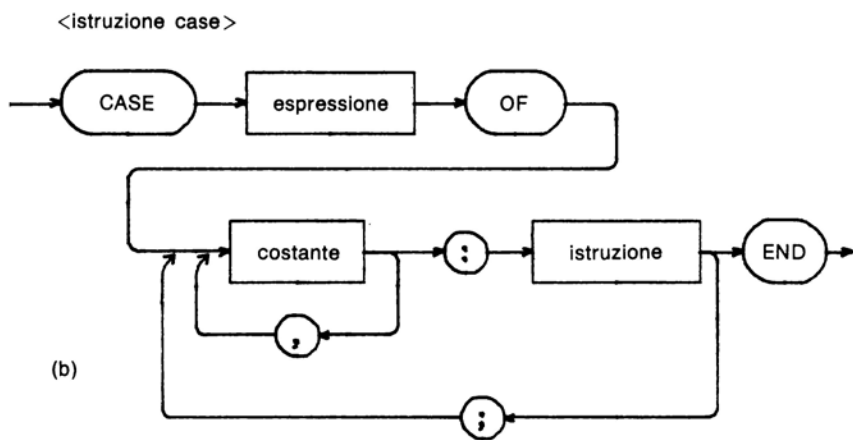 <istruzione case>
CASE espressione OF
costante : istruzione END
,
(b)
;